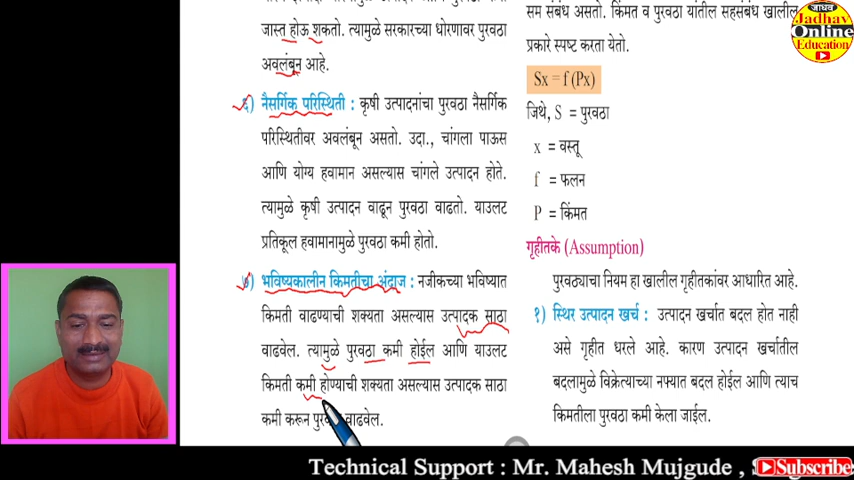 जास्त होऊ शकतो. त्यामुळे सरकारच्या धोरणावर पुरवठा
अवलंबून आहे.
६) नैसर्गिक परिस्थिती : कृषी उत्पादनांचा पुरवठा नैसर्गिक
परिस्थितीवर अवलंबून असतो. उदा., चांगला पाऊस
आणि योग्य हवामान असल्यास चांगले उत्पादन होते.
त्यामुळे कृषी उत्पादन वाढून पुरवठा वाढतो. याउलट
प्रतिकूल हवामानामुळे पुरवठा कमी होतो.
७) भविष्यकालीन किमतीचा अंदाज : नजीकच्या भविष्यात
किमती वाढण्याची शक्यता असल्यास उत्पादक साठा
वाढवेल. त्यामुळे पुरवठा कमी होईल आणि याउलट
किमती कमी होण्याची शक्यता असल्यास उत्पादक साठा
कमी करून वाढवेल.
सम संबंध असतो. किंमत व पुरवठा यांतील सहसंबंध खालील
प्रकारे स्पष्ट करता येतो.
Sx = f (Px)
जिथे, S = पुरवठा
x = वस्तू
f = फलन
P = किंमत
गृहीतके (Assumption)
पुरवठ्याचा नियम हा खालील गृहीतकांवर आधारित आहे.
१) स्थिर उत्पादन खर्च : उत्पादन खर्चात बदल होत नाही
असे गृहीत धरले आहे. कारण उत्पादन खर्चातील
बदलामुळे विक्रेत्याच्या नफ्यात बदल होईल आणि त्याच
किमतीला पुरवठा कमी केला जाईल.
जाधव
Jadhav
Online
Education
Technical Support : Mr. Mahesh Mujgude , S
Subscribe